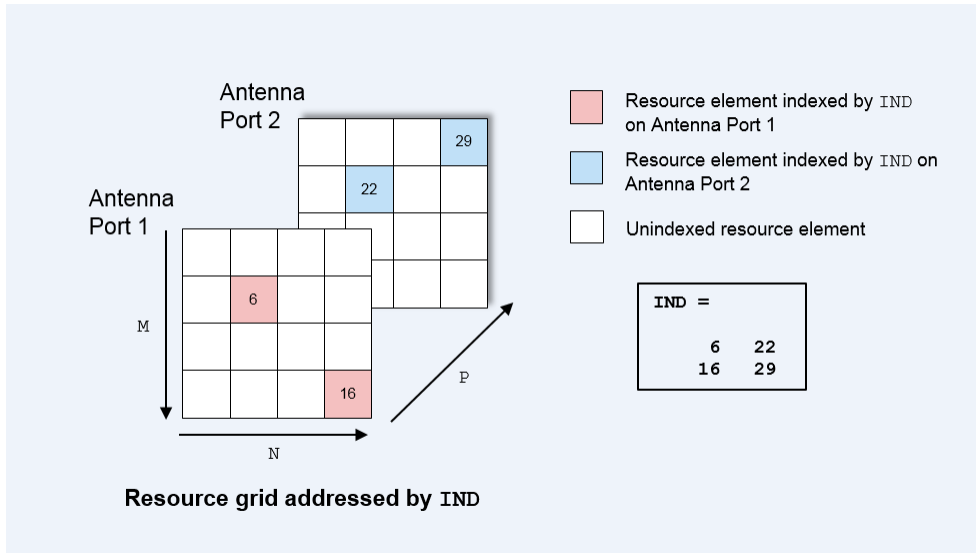 Antenna
Port 2
29
22
Antenna
Port 1
6
16
M
N
P
Resource grid addressed by IND
Resource element indexed by IND
on Antenna Port 1
Resource element indexed by IND on
Antenna Port 2
Unindexed resource element
IND =
6 22
16 29